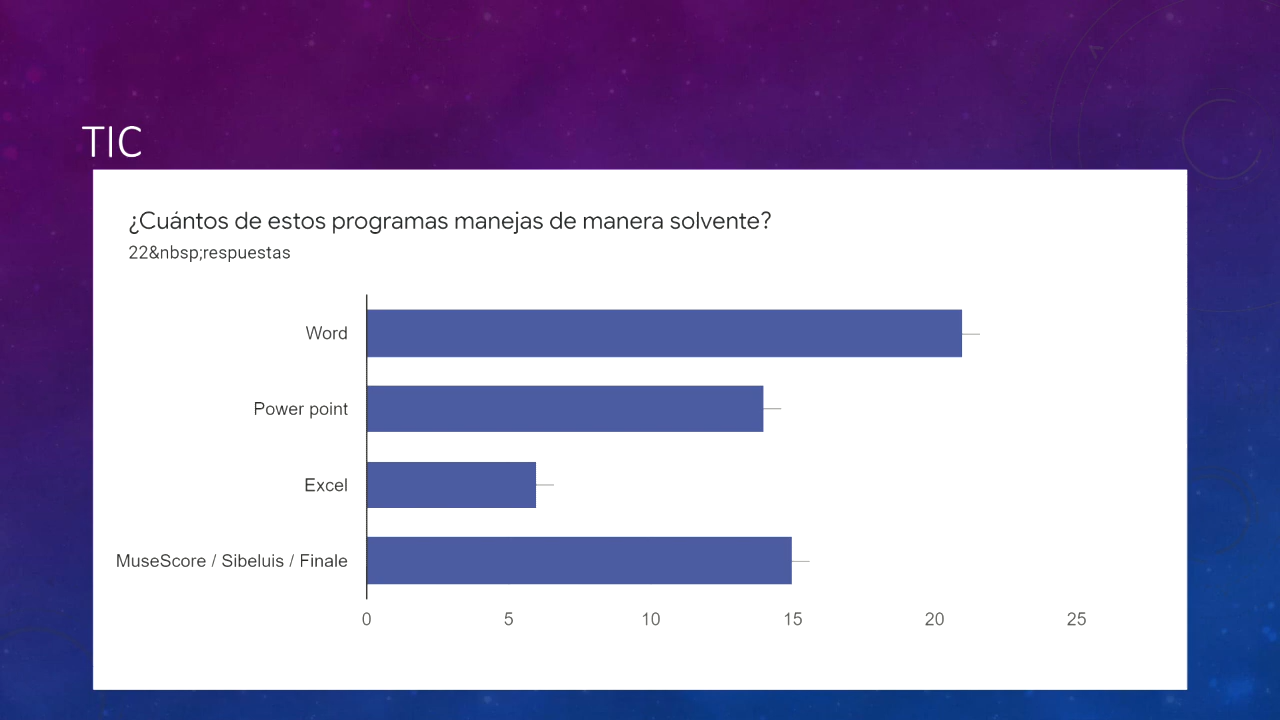 TIC
¿Cuántos de estos programas manejas de manera solvente?
22&nbsp;respuestas
Word
Power point
Excel
MuseScore / Sibeluis / Finale
0 5 10 15 20 25